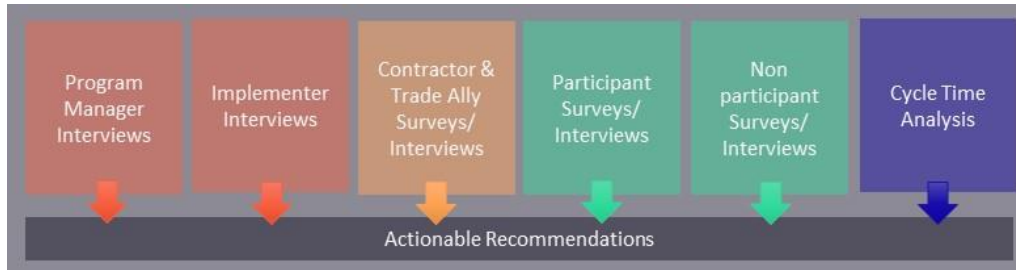 Program
Manager
Interviews
Implementer
Interviews
Contractor &
Trade Ally
Surveys/
Interviews
Participant
Surveys/
Interviews
Non
participant
Surveys/
Interviews
Cycle Time
Analysis
Actionable Recommendations